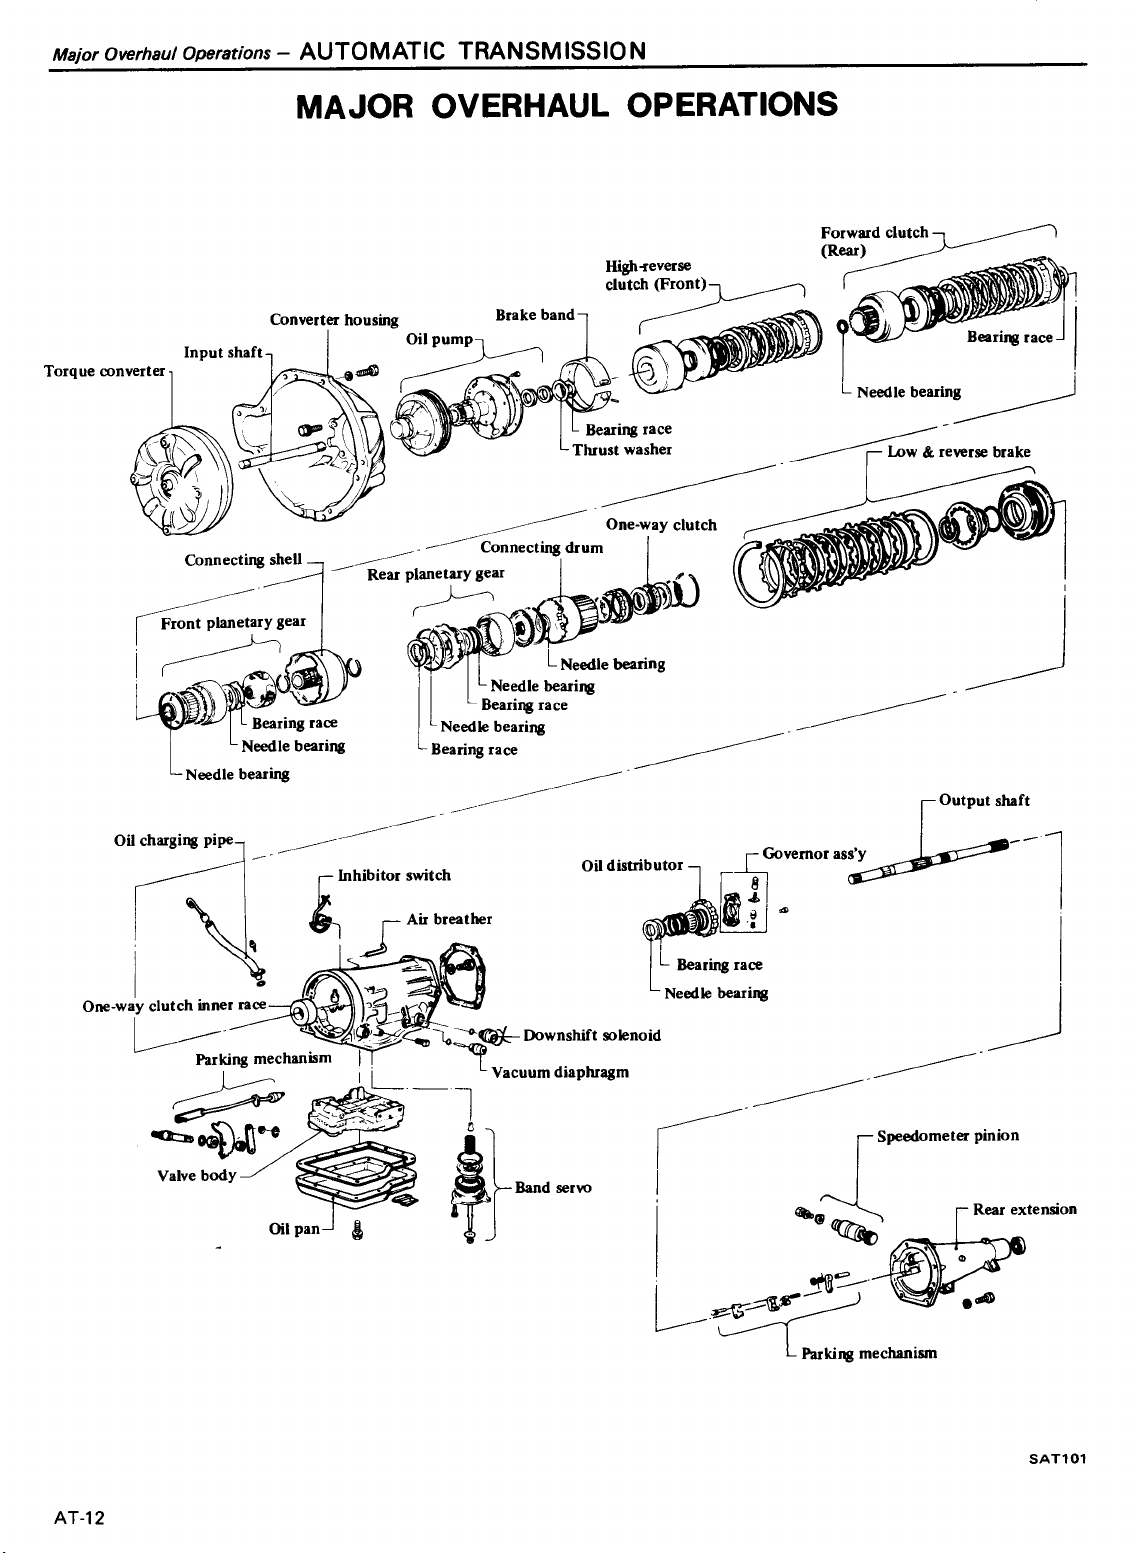 Major Overhaul Operations – AUTOMATIC TRANSMISSION
MAJOR OVERHAUL OPERATIONS
Forward clutch
(Rear)
High-reverse
clutch (Front)
Brake band
Converter housing
Oil pump
Bearing race
Input shaft
Torque converter
Needle bearing
Bearing race
Thrust washer
Low & reverse brake
One-way clutch
Connecting drum
Connecting shell
Rear planetary gear
Front planetary gear
Needle bearing
Needle bearing
Bearing race
Bearing race
Needle bearing
Needle bearing
Bearing race
Needle bearing
Output shaft
Oil charging pipe
Governor ass'y
Oil distributor
Inhibitor switch
Air breather
Bearing race
Needle bearing
One-way clutch inner race
Downshift solenoid
Parking mechanism
Vacuum diaphragm
Speedometer pinion
Valve body
Band servo
Rear extension
Oil pan
Parking mechanism
SAT101
AT-12